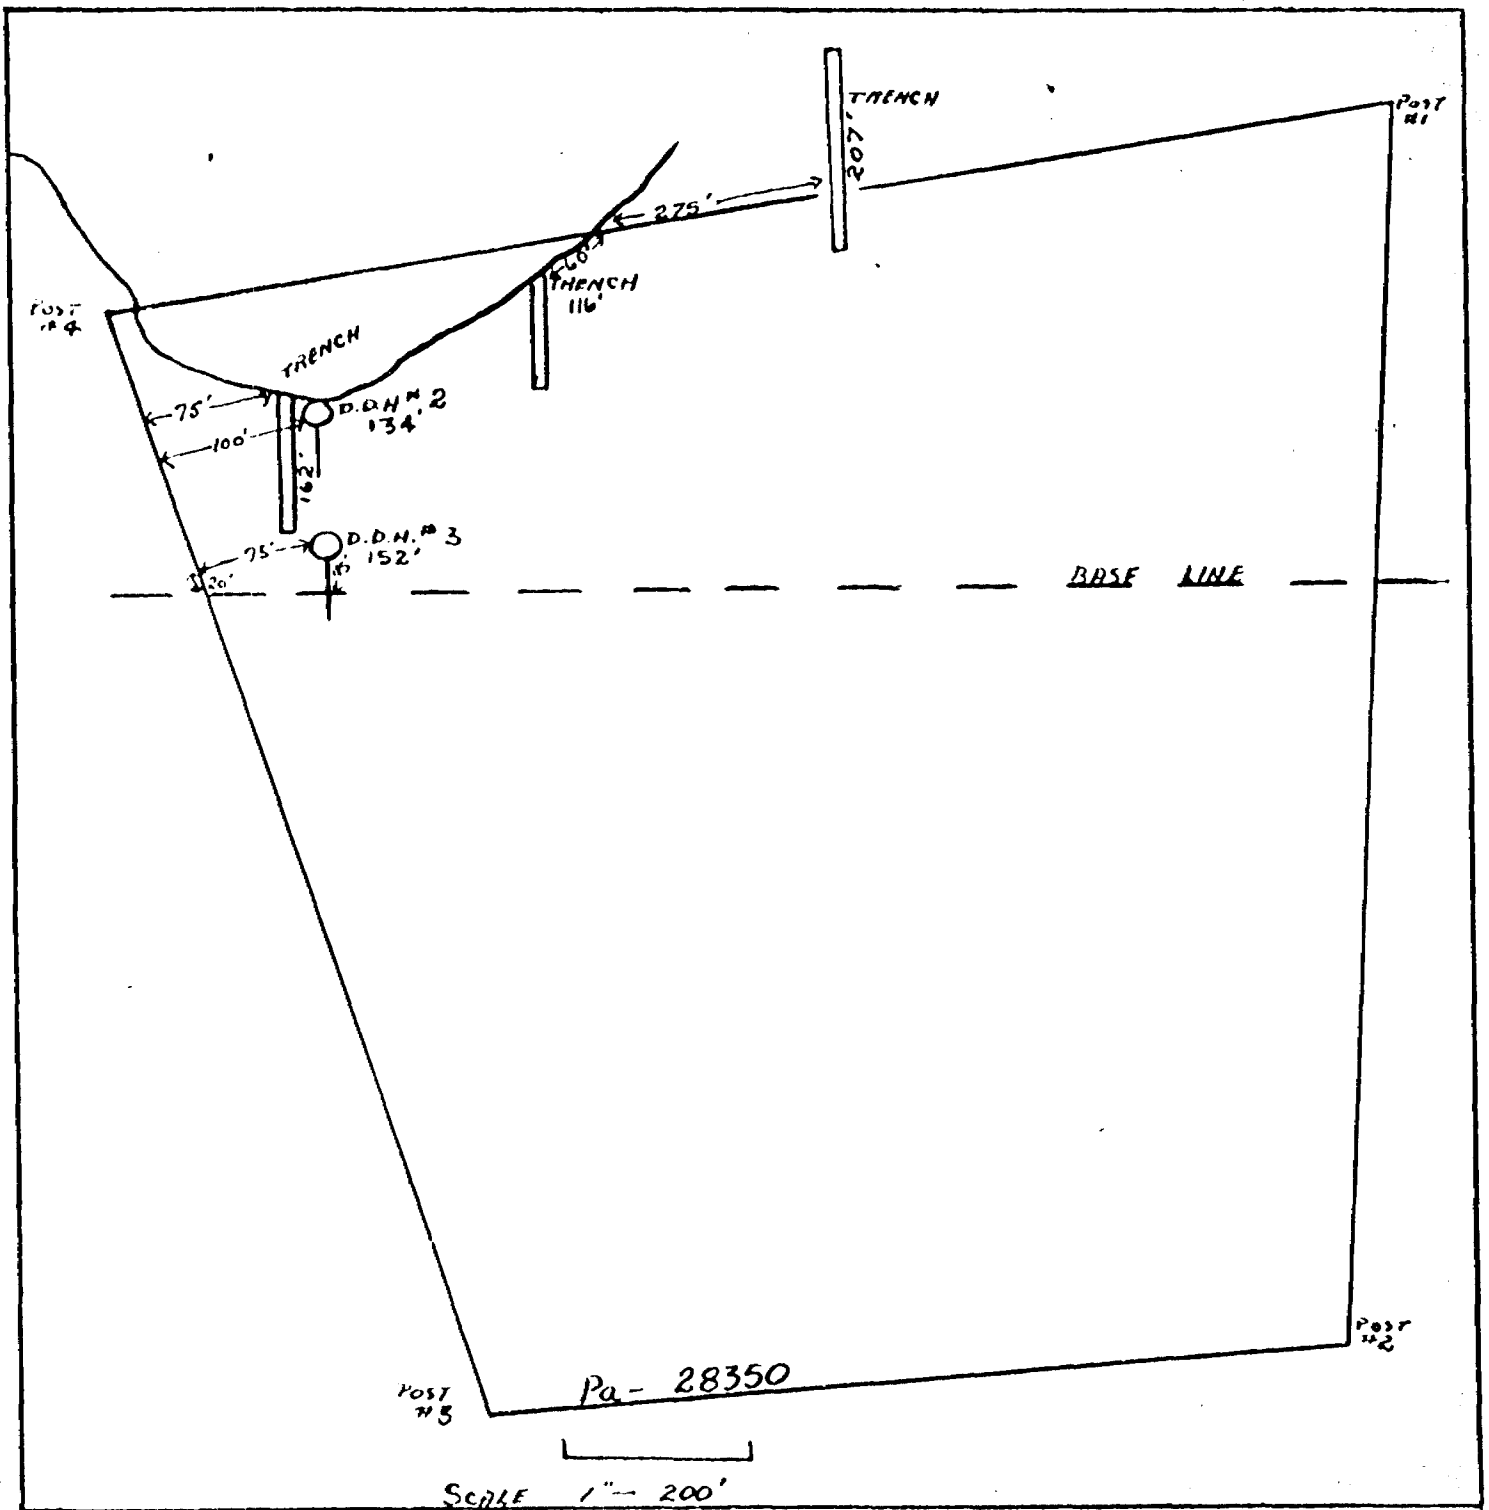 TRENCH
207'
Post
#1
275'
60'
TRENCH
116'
Post
#4
TRENCH
75'
D.D.H # 2
134'
100'
162'
D.D.H. # 3
152'
75'
20'
BASE LINE
Post
#2
Pa- 28350
Post
#3
SCALE 1"- 200'